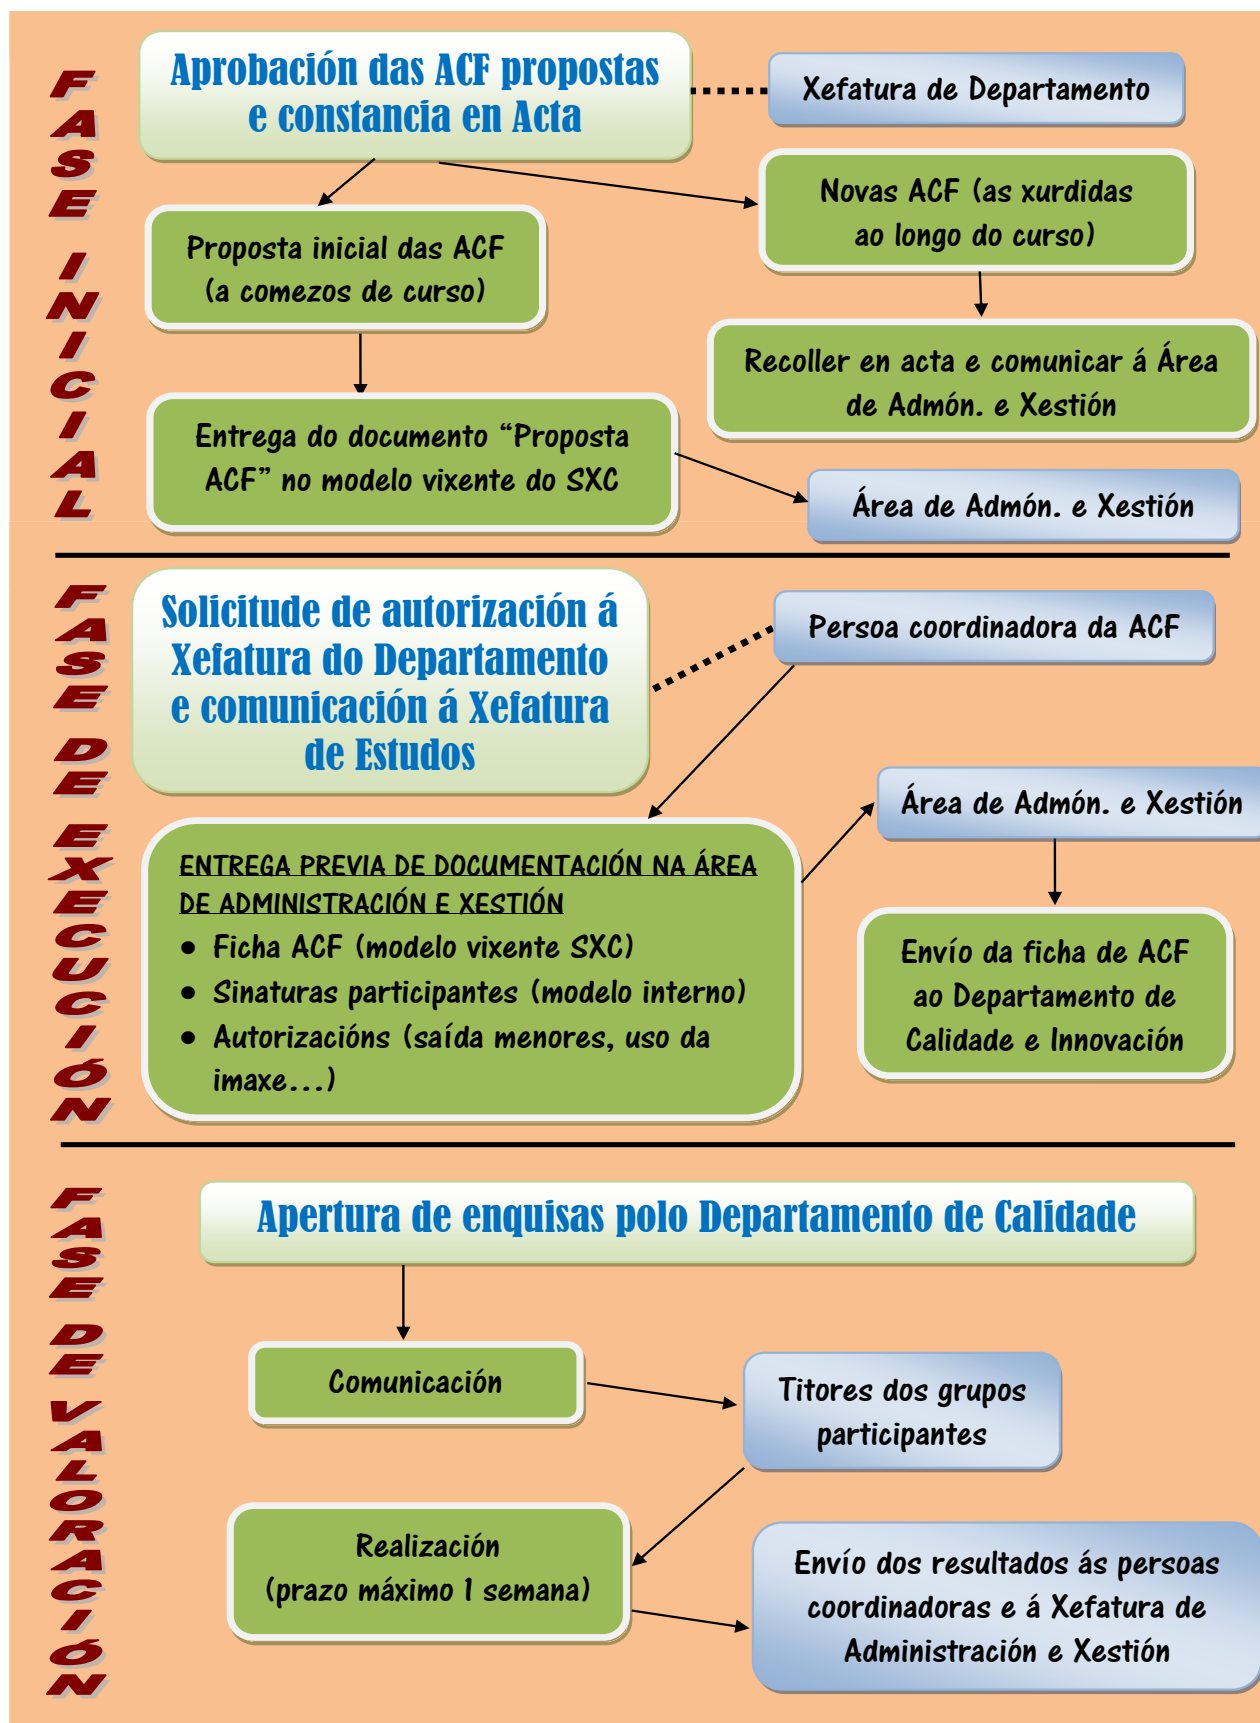 FASE INICIAL
Aprobación das ACF propostas
e constancia en Acta
Xefatura de Departamento
Proposta inicial das ACF
(a comezos de curso)
Novas ACF (as xurdidas
ao longo do curso)
Recoller en acta e comunicar á Área
de Admón. e Xestión
Entrega do documento “Proposta
ACF” no modelo vixente do SXC
Área de Admón. e Xestión
FASE DE EXECUCIÓN
Solicitude de autorización á
Xefatura do Departamento
e comunicación á Xefatura
de Estudos
Persoa coordinadora da ACF
ENTREGA PREVIA DE DOCUMENTACIÓN NA ÁREA
DE ADMINISTRACIÓN E XESTIÓN
• Ficha ACF (modelo vixente SXC)
• Sinaturas participantes (modelo interno)
• Autorizacións (saída menores, uso da
imaxe...)
Área de Admón. e Xestión
Envío da ficha de ACF
ao Departamento de
Calidade e Innovación
FASE DE VALORACIÓN
Apertura de enquisas polo Departamento de Calidade
Comunicación
Titores dos grupos
participantes
Realización
(prazo máximo 1 semana)
Envío dos resultados ás persoas
coordinadoras e á Xefatura de
Administración e Xestión